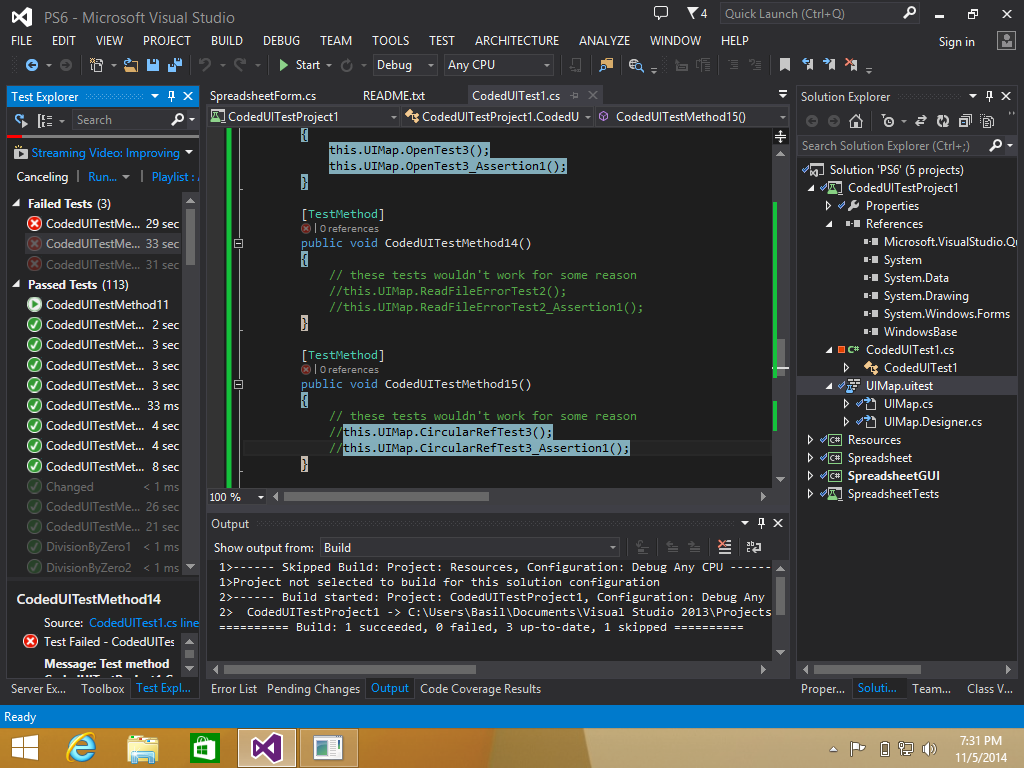 PS6 - Microsoft Visual Studio
4
Quick Launch (Ctrl+Q)
FILE EDIT VIEW PROJECT BUILD DEBUG TEAM TOOLS TEST ARCHITECTURE ANALYZE WINDOW HELP
Sign in
Start Debug Any CPU
Test Explorer
Search
Streaming Video: Improving
Canceling Run... Playlist :
Failed Tests (3)
CodedUITestMe... 29 sec
CodedUITestMe... 33 sec
CodedUITestMe... 31 sec
Passed Tests (113)
CodedUITestMethod11
CodedUITestMet... 2 sec
CodedUITestMet... 3 sec
CodedUITestMet... 3 sec
CodedUITestMet... 3 sec
CodedUITestMet... 33 ms
CodedUITestMet... 4 sec
CodedUITestMet... 4 sec
CodedUITestMet... 8 sec
Changed < 1 ms
CodedUITestMe... 26 sec
CodedUITestMe... 21 sec
DivisionByZero1 < 1 ms
DivisionByZero2 < 1 ms
CodedUITestMethod14
Source: CodedUITest1.cs line
Test Failed - CodedUITes
Message: Test method
Server Ex... Toolbox Test Expl...
SpreadsheetForm.cs README.txt CodedUITest1.cs
CodedUITestProject1 CodedUITestProject1.CodedU CodedUITestMethod15()
{
this.UIMap.OpenTest3();
this.UIMap.OpenTest3_Assertion1();
}
[TestMethod]
0 references
public void CodedUITestMethod14()
{
// these tests wouldn't work for some reason
//this.UIMap.ReadFileErrorTest2();
//this.UIMap.ReadFileErrorTest2_Assertion1();
}
[TestMethod]
0 references
public void CodedUITestMethod15()
{
// these tests wouldn't work for some reason
//this.UIMap.CircularRefTest3();
//this.UIMap.CircularRefTest3_Assertion1();
}
100 %
Output
Show output from: Build
1>------ Skipped Build: Project: Resources, Configuration: Debug Any CPU ------
1>Project not selected to build for this solution configuration
2>------ Build started: Project: CodedUITestProject1, Configuration: Debug Any
2>  CodedUITestProject1 -> C:\Users\Basil\Documents\Visual Studio 2013\Projects
========== Build: 1 succeeded, 0 failed, 3 up-to-date, 1 skipped ==========
Error List Pending Changes Output Code Coverage Results
Solution Explorer
Search Solution Explorer (Ctrl+;)
Solution 'PS6' (5 projects)
CodedUITestProject1
Properties
References
Microsoft.VisualStudio.Qu
System
System.Data
System.Drawing
System.Windows.Forms
WindowsBase
C# CodedUITest1.cs
CodedUITest1
UIMap.uitest
UIMap.cs
UIMap.Designer.cs
C# Resources
C# Spreadsheet
C# SpreadsheetGUI
SpreadsheetTests
Proper... Soluti... Team... Class V...
Ready
7:31 PM
11/5/2014